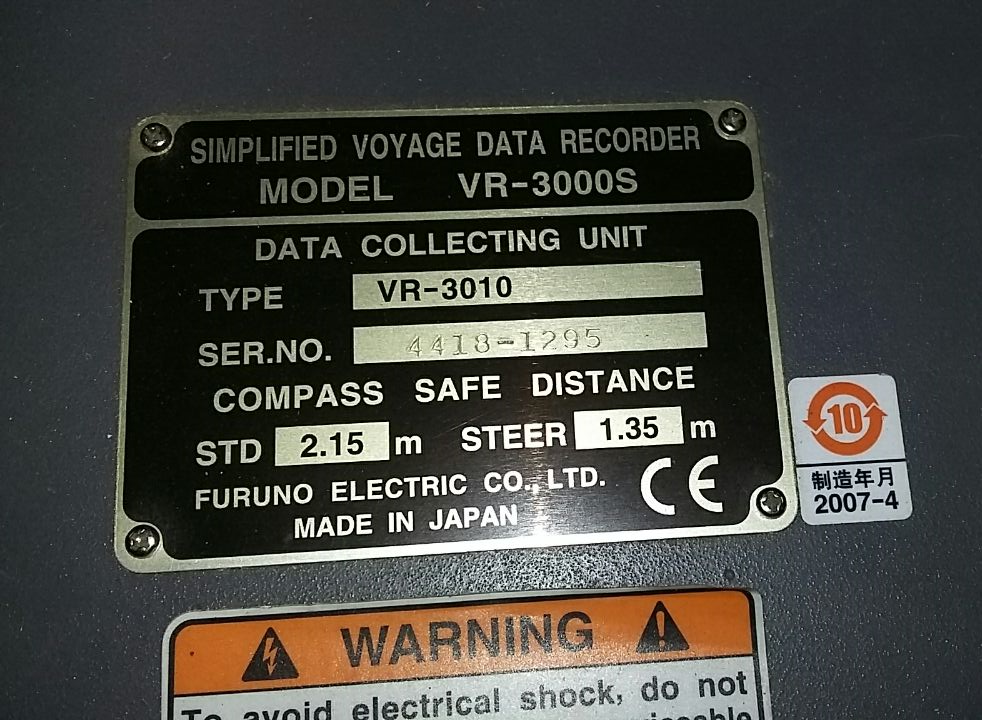 SIMPLIFIED VOYAGE DATA RECORDER
MODEL VR-3000S
DATA COLLECTING UNIT
TYPE VR-3010
SER.NO. 4418-1295
COMPASS SAFE DISTANCE
STD 2.15 m STEER 1.35 m
FURUNO ELECTRIC CO., LTD.
MADE IN JAPAN
CE
10
制造年月
2007-4
WARNING
To avoid electrical shock, do not